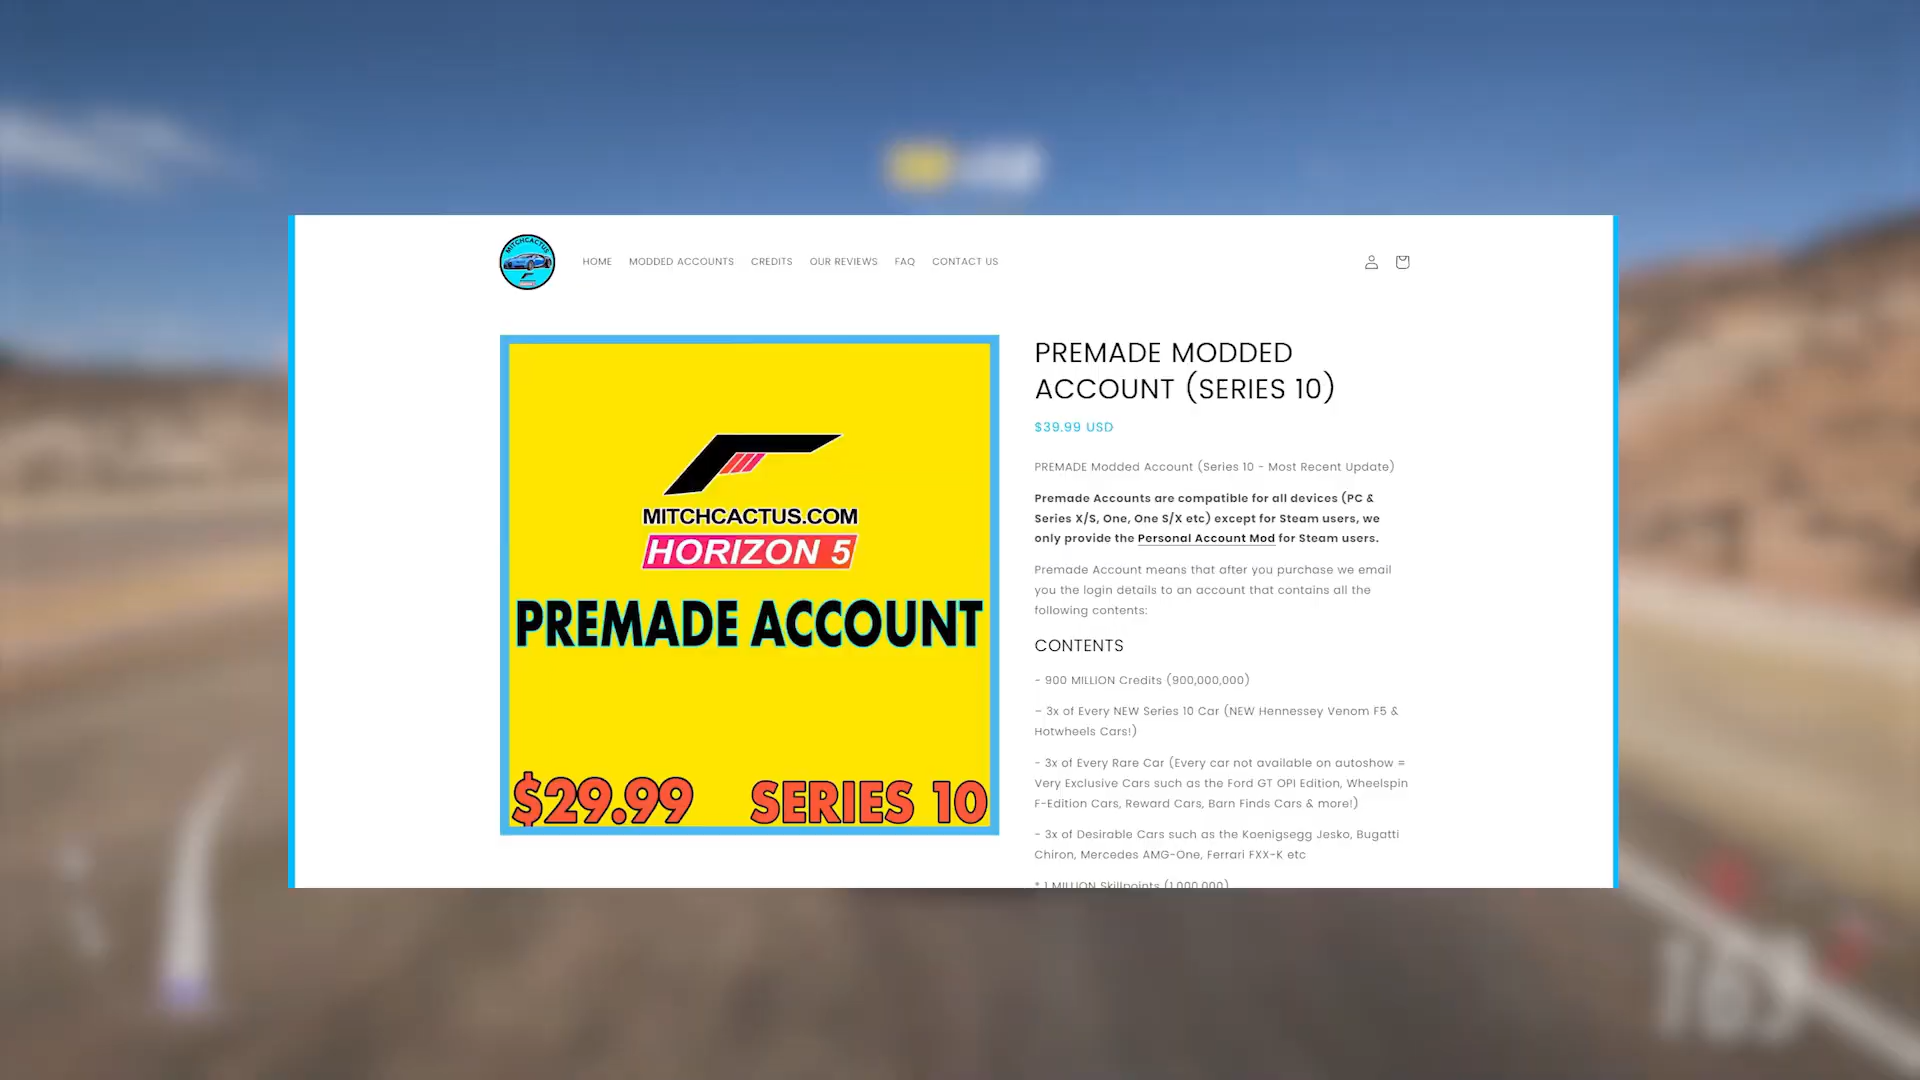 MITCHCACTUS
HOME MODDED ACCOUNTS CREDITS OUR REVIEWS FAQ CONTACT US
MITCHCACTUS.COM
HORIZON 5
PREMADE ACCOUNT
$29.99 SERIES 10
PREMADE MODDED
ACCOUNT (SERIES 10)
$39.99 USD
PREMADE Modded Account (Series 10 - Most Recent Update)
Premade Accounts are compatible for all devices (PC &
Series X/S, One, One S/X etc) except for Steam users, we
only provide the Personal Account Mod for Steam users.
Premade Account means that after you purchase we email
you the login details to an account that contains all the
following contents:
CONTENTS
- 900 MILLION Credits (900,000,000)
– 3x of Every NEW Series 10 Car (NEW Hennessey Venom F5 &
Hotwheels Cars!)
- 3x of Every Rare Car (Every car not available on autoshow =
Very Exclusive Cars such as the Ford GT OPI Edition, Wheelspin
F-Edition Cars, Reward Cars, Barn Finds Cars & more!)
- 3x of Desirable Cars such as the Koenigsegg Jesko, Bugatti
Chiron, Mercedes AMG-One, Ferrari FXX-K etc
* 1 MILLION Skillpoints (1,000,000)